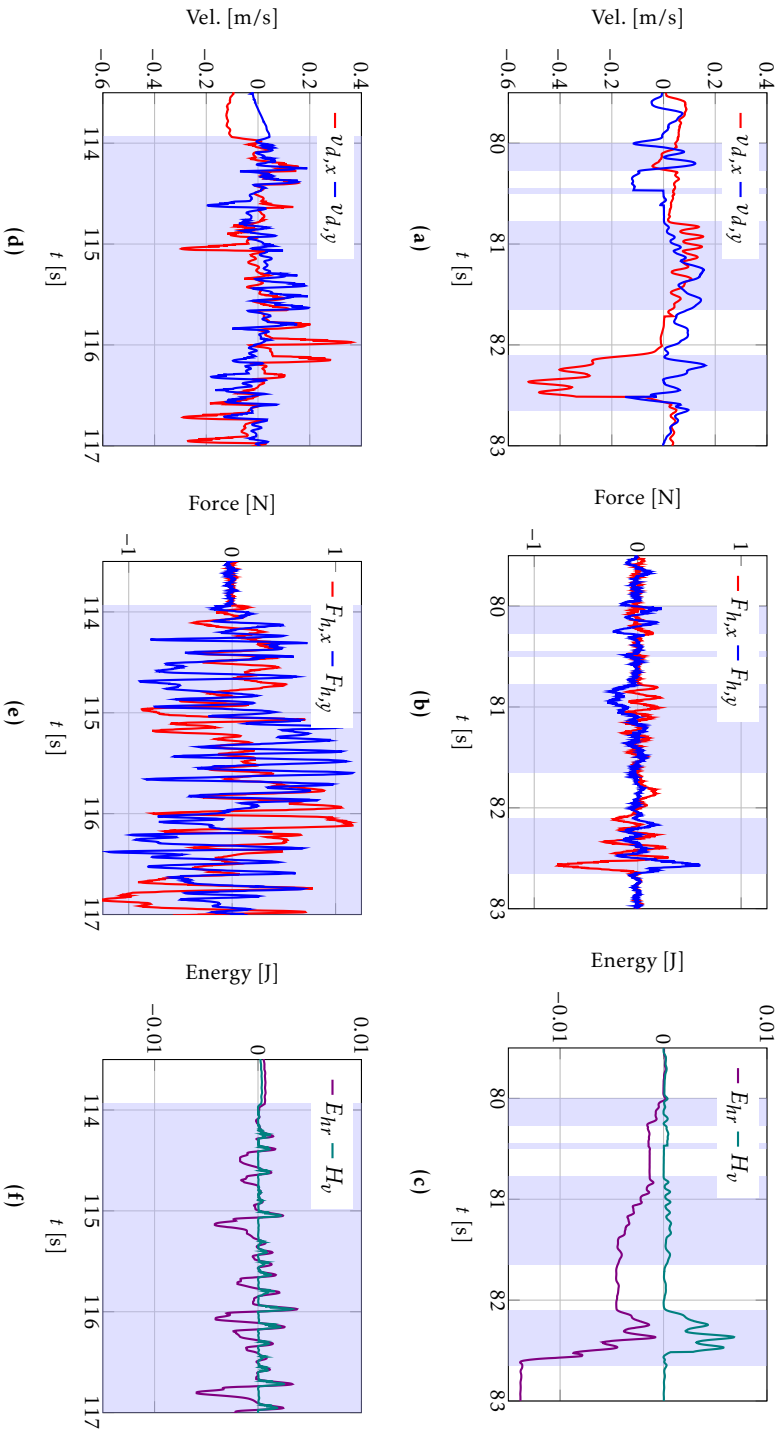 Vel. [m/s]
0.4
0.2
0
−0.2
−0.4
−0.6
v_{d,x} v_{d,y}
80 81 82 83
t [s]
(a)
Force [N]
1
0
−1
F_{h,x} F_{h,y}
80 81 82 83
t [s]
(b)
Energy [J]
0.01
0
−0.01
E_{hr} H_v
80 81 82 83
t [s]
(c)
Vel. [m/s]
0.4
0.2
0
−0.2
−0.4
−0.6
v_{d,x} v_{d,y}
114 115 116 117
t [s]
(d)
Force [N]
1
0
−1
F_{h,x} F_{h,y}
114 115 116 117
t [s]
(e)
Energy [J]
0.01
0
−0.01
E_{hr} H_v
114 115 116 117
t [s]
(f)